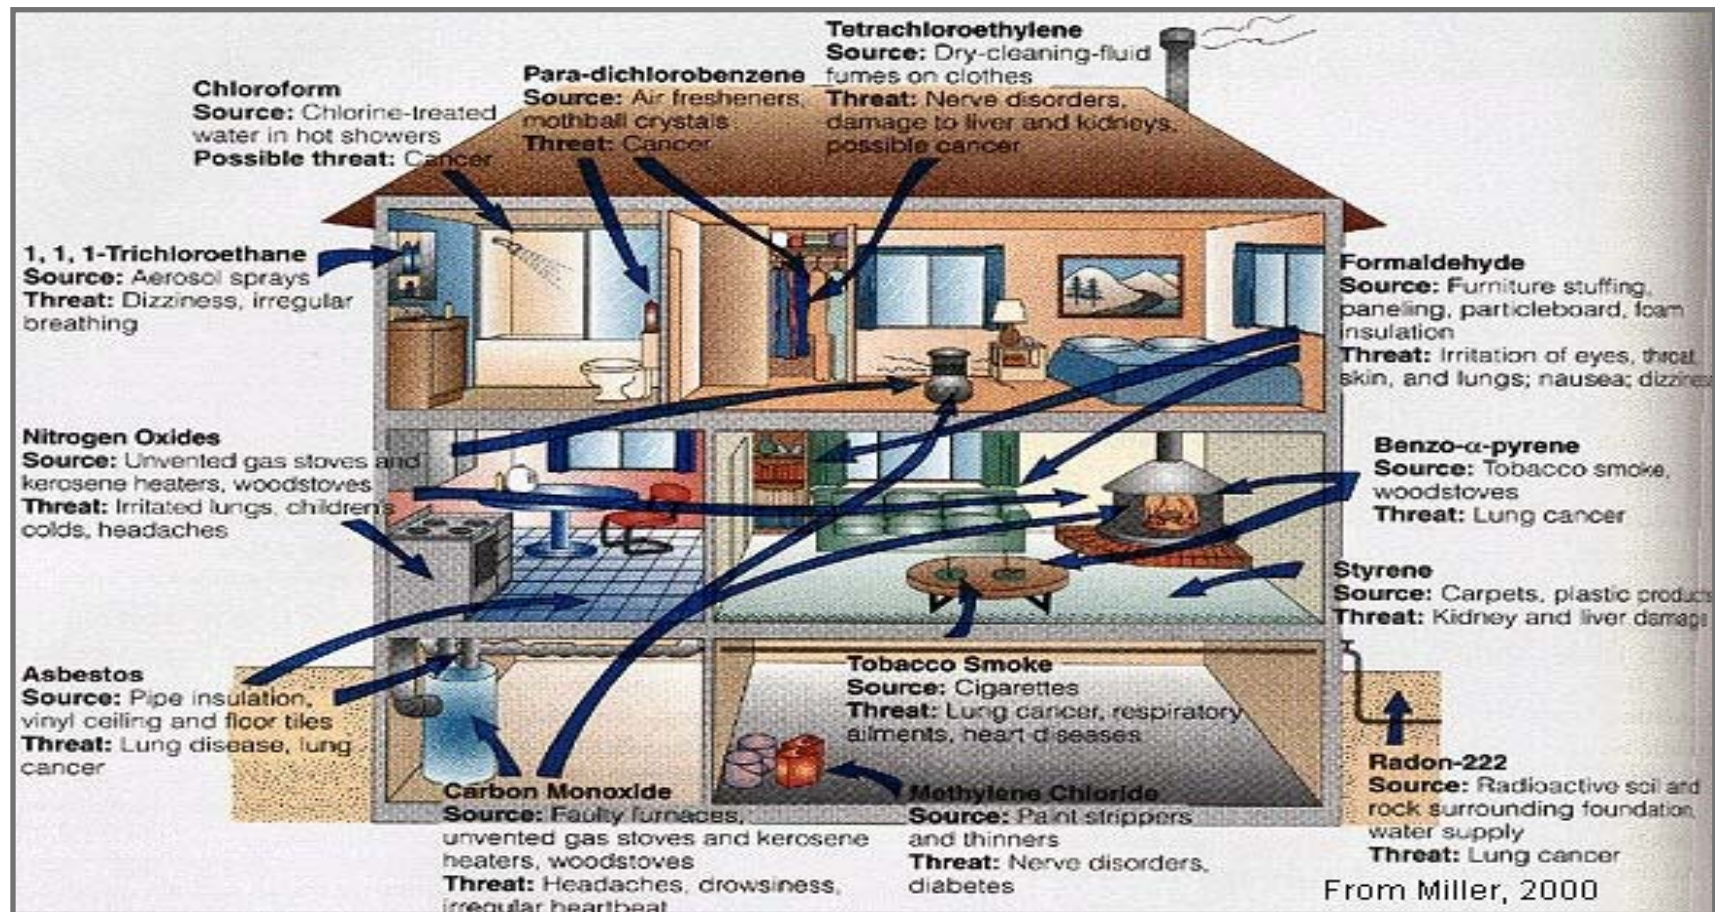 Tetrachloroethylene
Source: Dry-cleaning-fluid
fumes on clothes
Threat: Nerve disorders,
damage to liver and kidneys,
possible cancer
Para-dichlorobenzene
Source: Air fresheners,
mothball crystals
Threat: Cancer
Chloroform
Source: Chlorine-treated
water in hot showers
Possible threat: Cancer
1, 1, 1-Trichloroethane
Source: Aerosol sprays
Threat: Dizziness, irregular
breathing
Formaldehyde
Source: Furniture stuffing,
paneling, particleboard, foam
insulation
Threat: Irritation of eyes, throat,
skin, and lungs; nausea; dizziness
Nitrogen Oxides
Source: Unvented gas stoves and
kerosene heaters, woodstoves
Threat: Irritated lungs, children's
colds, headaches
Benzo-α-pyrene
Source: Tobacco smoke,
woodstoves
Threat: Lung cancer
Styrene
Source: Carpets, plastic products
Threat: Kidney and liver damage
Asbestos
Source: Pipe insulation,
vinyl ceiling and floor tiles
Threat: Lung disease, lung
cancer
Tobacco Smoke
Source: Cigarettes
Threat: Lung cancer, respiratory
ailments, heart diseases
Carbon Monoxide
Source: Faulty furnaces,
unvented gas stoves and kerosene
heaters, woodstoves
Threat: Headaches, drowsiness,
irregular heartbeat
Methylene Chloride
Source: Paint strippers
and thinners
Threat: Nerve disorders,
diabetes
Radon-222
Source: Radioactive soil and
rock surrounding foundation,
water supply
Threat: Lung cancer
From Miller, 2000